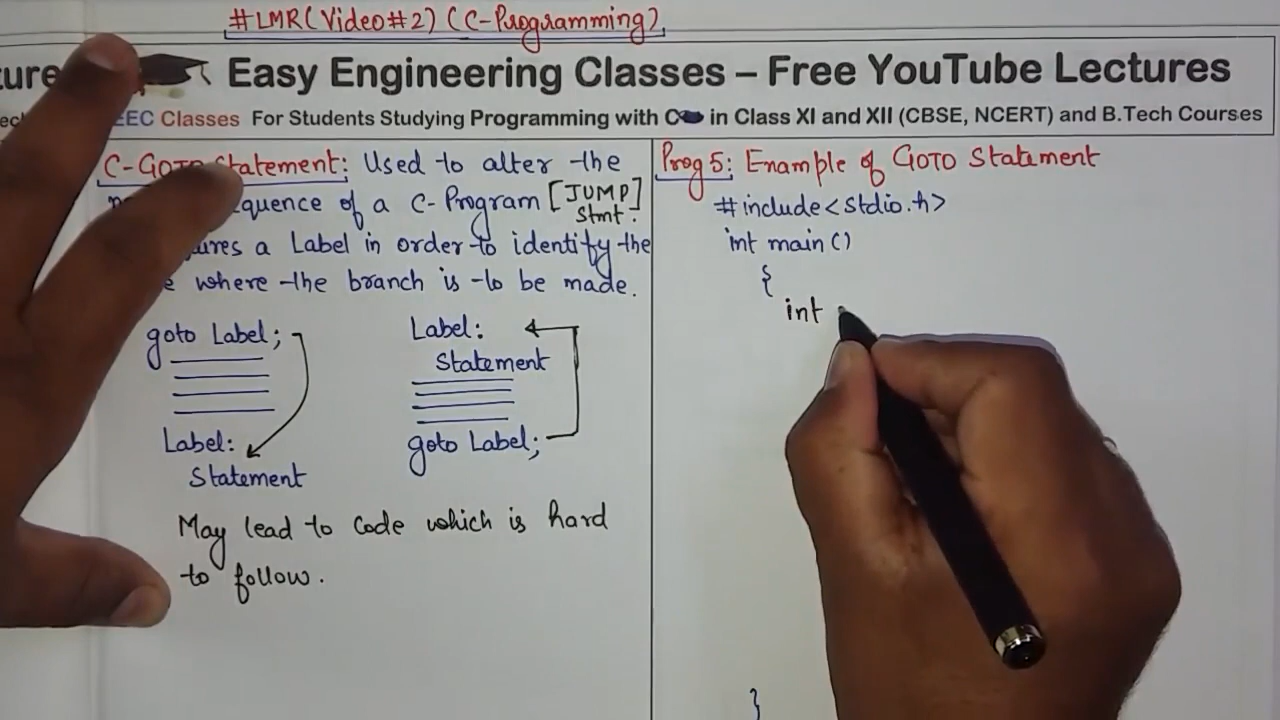 #LMR(Video#2) (C-Programming)
ture
Easy Engineering Classes – Free YouTube Lectures
EEC Classes For Students Studying Programming with C in Class XI and XII (CBSE, NCERT) and B.Tech Courses
C-GOTO Statement: Used to alter the
quence of a C-Program [JUMP]
Stmt.
ures a Label in order to identify the
where the branch is to be made.
goto Label;
Label:
Statement
Label:
Statement
goto Label;
May lead to code which is hard
to follow.
Prog 5: Example of GOTO Statement
#include<stdio.h>
int main()
{
int
}